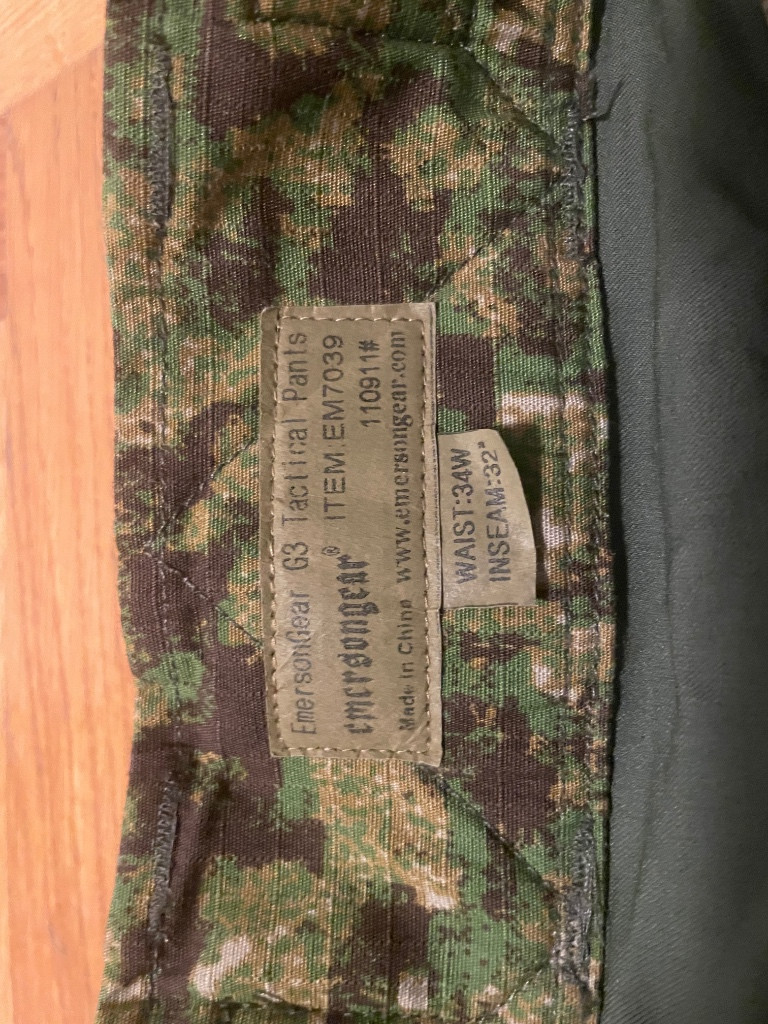 EmersonGear G3 Tactical Pants
emersongear® ITEM:EM7039
110911#
Made in China www.emersongear.com
WAIST:34W
INSEAM:32"